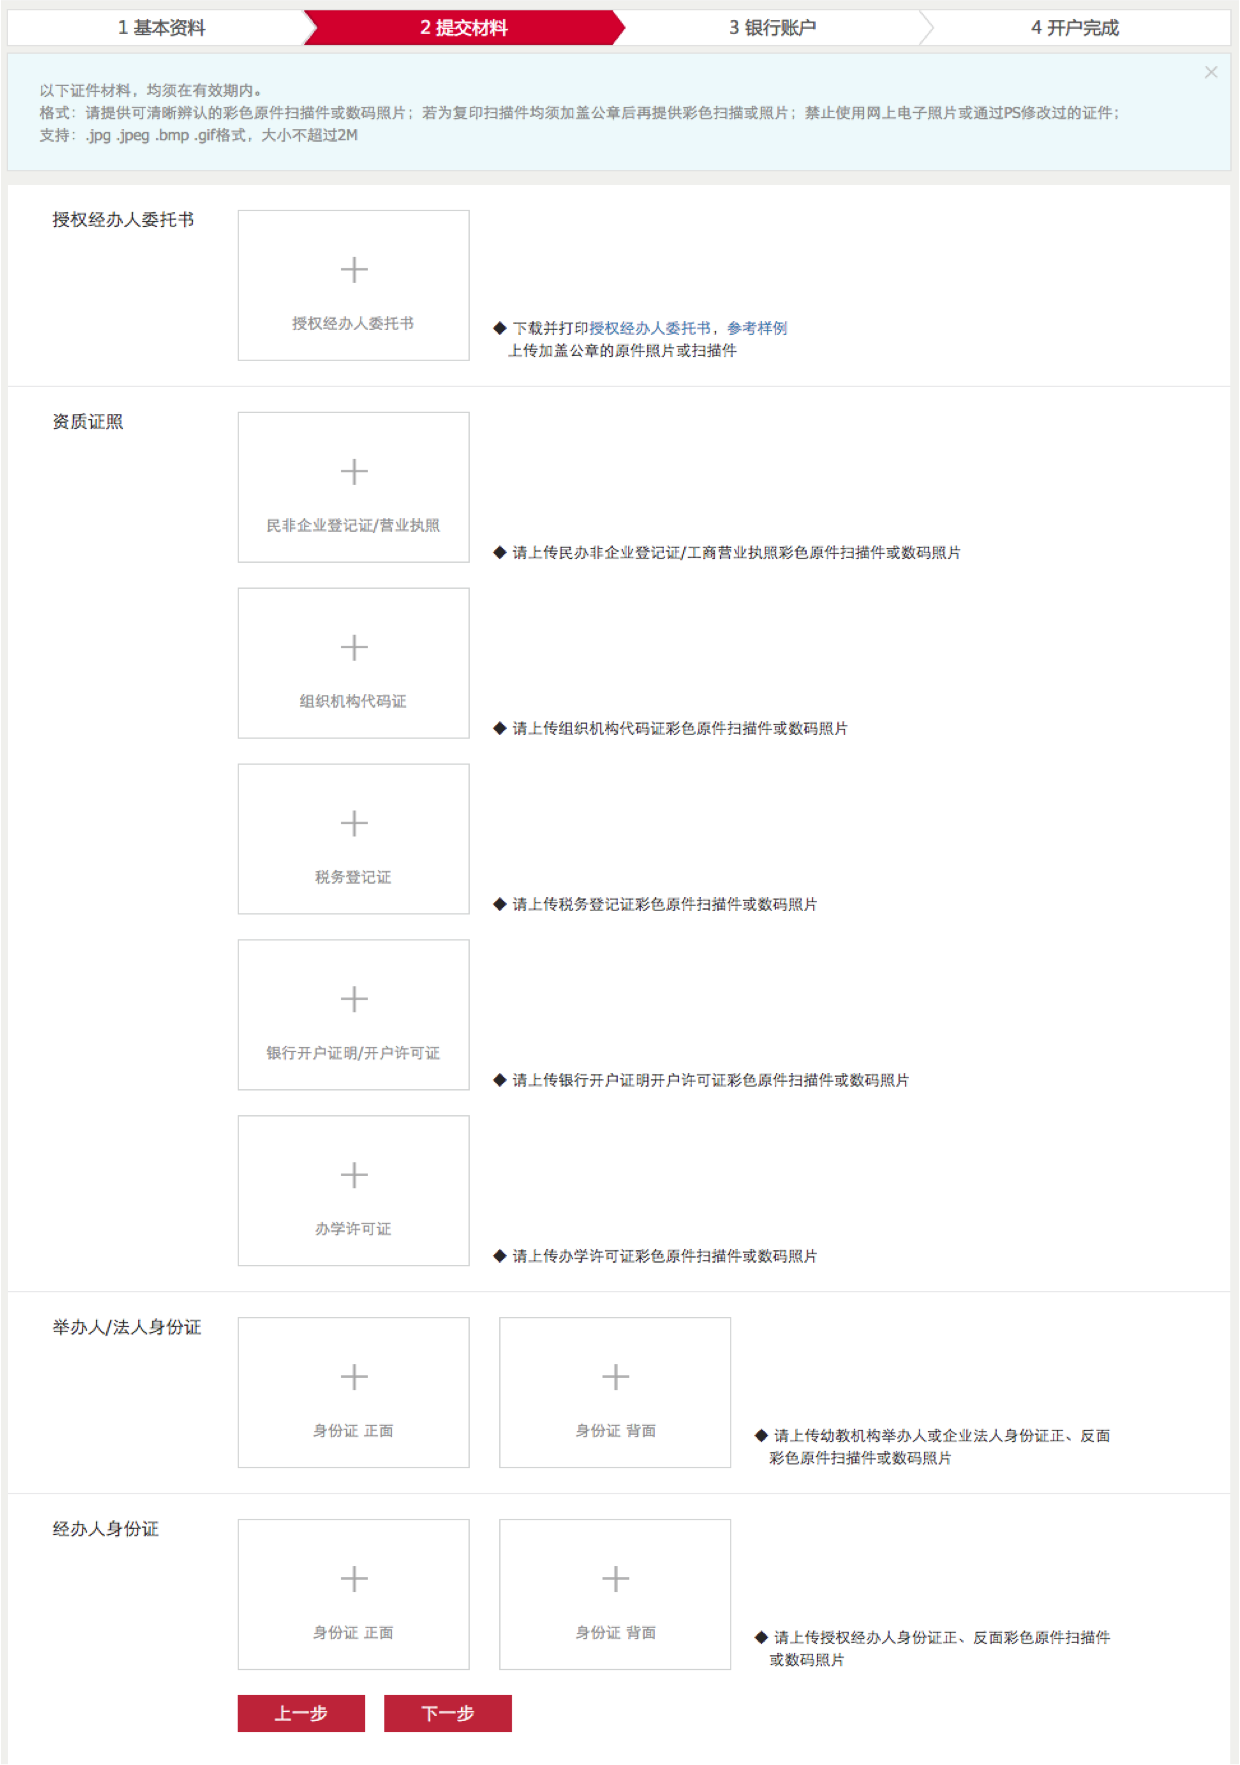 1 基本资料
2 提交材料
3 银行账户
4 开户完成
以下证件材料，均须在有效期内。
格式：请提供可清晰辨认的彩色原件扫描件或数码照片；若为复印扫描件均须加盖公章后再提供彩色扫描或照片；禁止使用网上电子照片或通过PS修改过的证件；
支持：.jpg .jpeg .bmp .gif格式，大小不超过2M
授权经办人委托书
授权经办人委托书
◆ 下载并打印授权经办人委托书，参考样例
上传加盖公章的原件照片或扫描件
资质证照
民非企业登记证/营业执照
◆ 请上传民办非企业登记证/工商营业执照彩色原件扫描件或数码照片
组织机构代码证
◆ 请上传组织机构代码证彩色原件扫描件或数码照片
税务登记证
◆ 请上传税务登记证彩色原件扫描件或数码照片
银行开户证明/开户许可证
◆ 请上传银行开户证明开户许可证彩色原件扫描件或数码照片
办学许可证
◆ 请上传办学许可证彩色原件扫描件或数码照片
举办人/法人身份证
身份证 正面
身份证 背面
◆ 请上传幼教机构举办人或企业法人身份证正、反面
彩色原件扫描件或数码照片
经办人身份证
身份证 正面
身份证 背面
◆ 请上传授权经办人身份证正、反面彩色原件扫描件
或数码照片
上一步
下一步